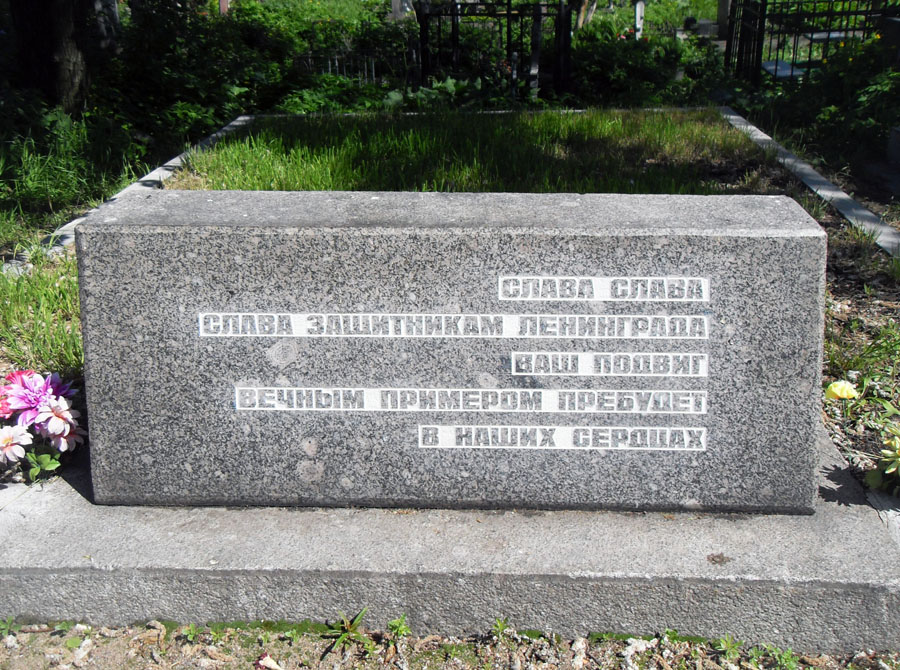 СЛАВА СЛАВА
СЛАВА ЗАЩИТНИКАМ ЛЕНИНГРАДА
ВАШ ПОДВИГ
ВЕЧНЫМ ПРИМЕРОМ ПРЕБУДЕТ
В НАШИХ СЕРДЦАХ